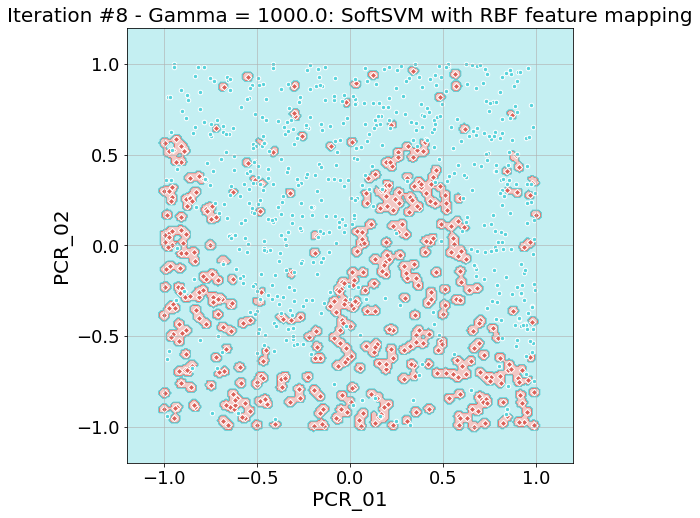 Iteration #8 - Gamma = 1000.0: SoftSVM with RBF feature mapping
1.0
0.5
0.0
−0.5
−1.0
PCR_02
−1.0 −0.5 0.0 0.5 1.0
PCR_01